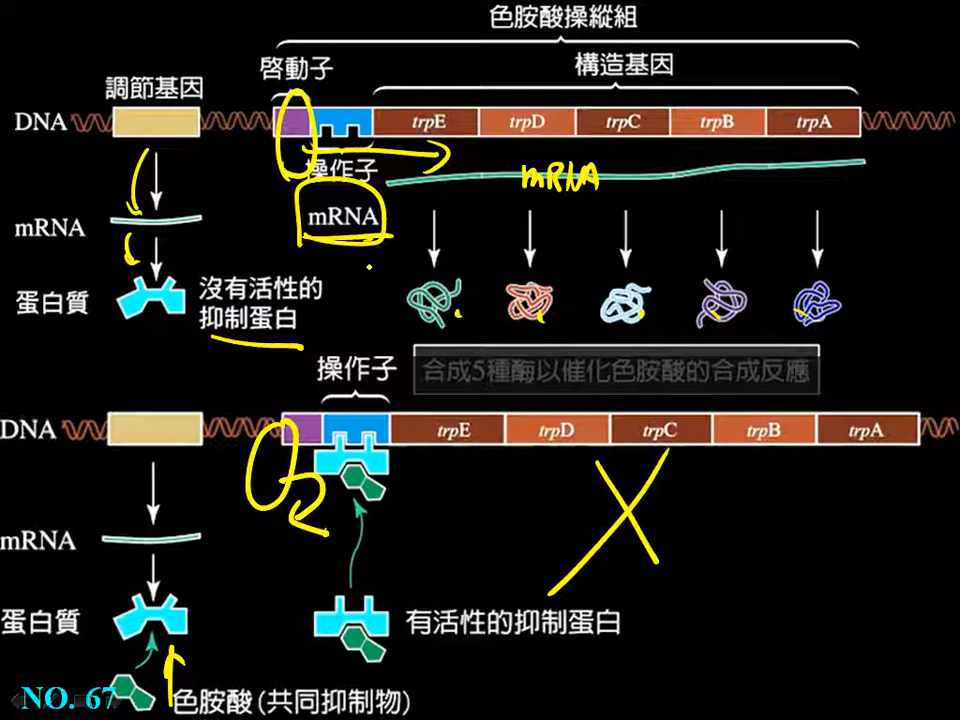 色胺酸操縱組
啓動子
構造基因
調節基因
DNA
trpE
trpD
trpC
trpB
trpA
操作子
mRNA
mRNA
mRNA
蛋白質
沒有活性的
抑制蛋白
操作子
合成5種酶以催化色胺酸的合成反應
DNA
trpE
trpD
trpC
trpB
trpA
mRNA
蛋白質
有活性的抑制蛋白
NO. 67
色胺酸(共同抑制物)